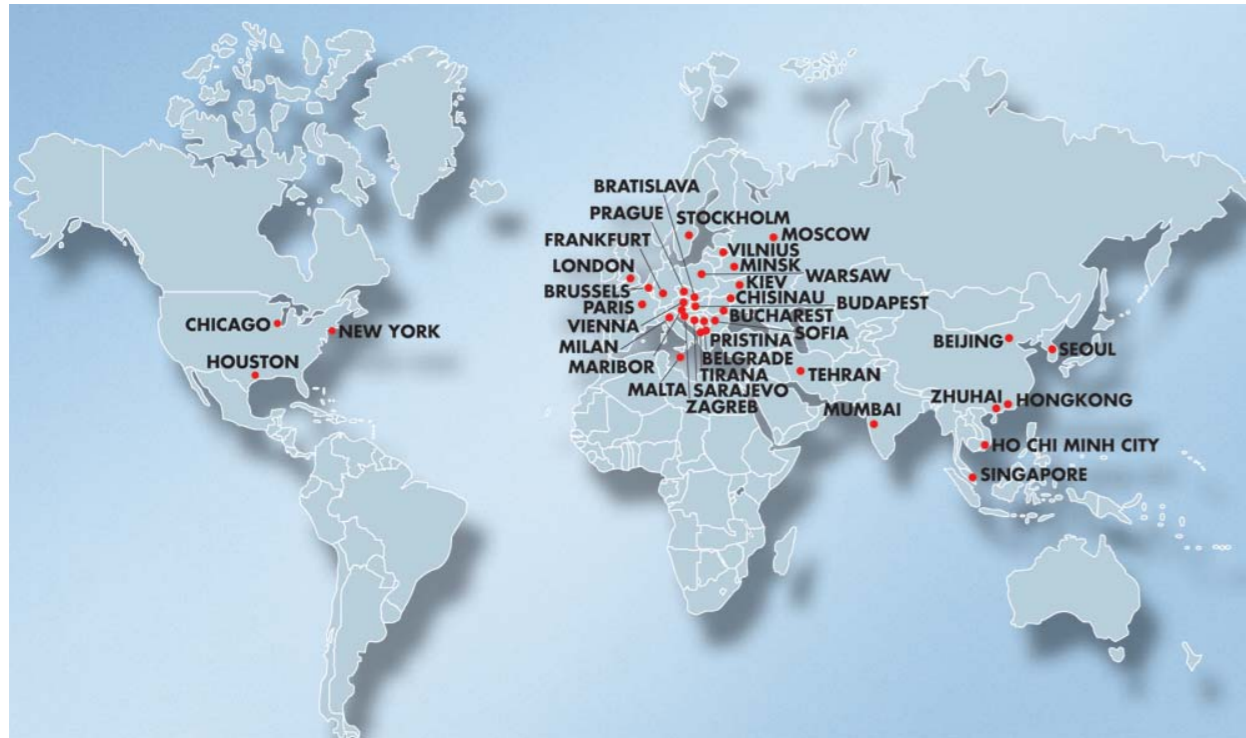 BRATISLAVA
PRAGUE
STOCKHOLM
FRANKFURT
MOSCOW
VILNIUS
LONDON
MINSK
WARSAW
BRUSSELS
KIEV
PARIS
CHISINAU
BUDAPEST
VIENNA
BUCHAREST
SOFIA
MILAN
PRISTINA
MARIBOR
BELGRADE
TIRANA
MALTA
SARAJEVO
ZAGREB
CHICAGO
NEW YORK
HOUSTON
TEHRAN
MUMBAI
BEIJING
SEOUL
ZHUHAI
HONGKONG
HO CHI MINH CITY
SINGAPORE